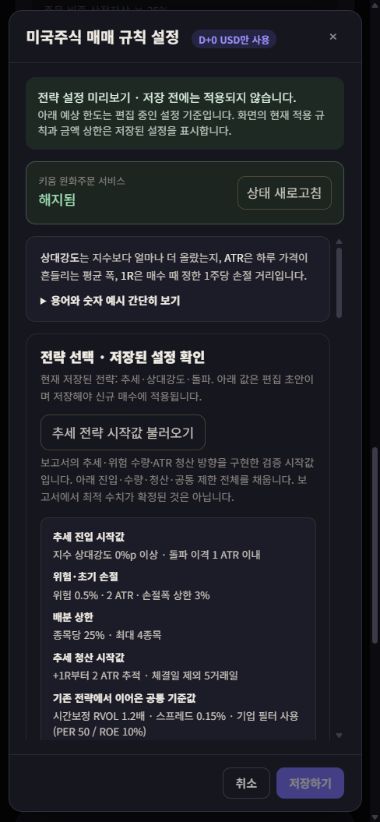 미국주식 매매 규칙 설정 D+0 USD만 사용 ×
전략 설정 미리보기 · 저장 전에는 적용되지 않습니다.
아래 예상 한도는 편집 중인 설정 기준입니다. 화면의 현재 적용 규
칙과 금액 상한은 저장된 설정을 표시합니다.
키움 원화주문 서비스
해지됨
상태 새로고침
상대강도는 지수보다 얼마나 더 올랐는지, ATR은 하루 가격이
흔들리는 평균 폭, 1R은 매수 때 정한 1주당 손절 거리입니다.
▶ 용어와 숫자 예시 간단히 보기
전략 선택 · 저장된 설정 확인
현재 저장된 전략: 추세·상대강도·돌파. 아래 값은 편집 초안이
며 저장해야 신규 매수에 적용됩니다.
추세 전략 시작값 불러오기
보고서의 추세·위험 수량·ATR 청산 방향을 구현한 검증 시작값
입니다. 아래 진입·수량·청산·공통 제한 전체를 채웁니다. 보
고서에서 최적 수치가 확정된 것은 아닙니다.
추세 진입 시작값
지수 상대강도 0%p 이상 · 돌파 이격 1 ATR 이내
위험·초기 손절
위험 0.5% · 2 ATR · 손절폭 상한 3%
배분 상한
종목당 25% · 최대 4종목
추세 청산 시작값
+1R부터 2 ATR 추적 · 체결일 제외 5거래일
기존 전략에서 이어온 공통 기준값
시간보정 RVOL 1.2배 · 스프레드 0.15% · 기업 필터 사용
(PER 50 / ROE 10%)
취소
저장하기